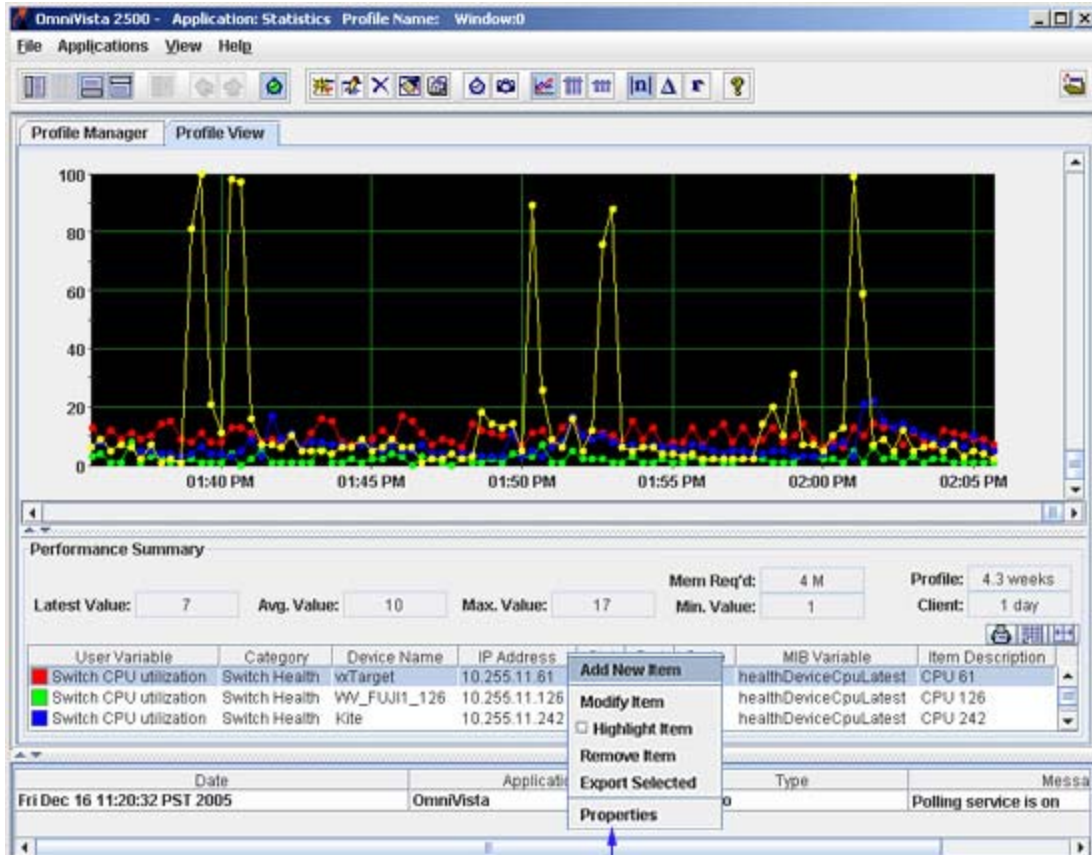 OmniVista 2500 - Application: Statistics Profile Name: Window:0
File Applications View Help
|n| Δ r ?
Profile Manager Profile View
100
80
60
40
20
0
01:40 PM 01:45 PM 01:50 PM 01:55 PM 02:00 PM 02:05 PM
Performance Summary
Mem Req'd: 4 M Profile: 4.3 weeks
Latest Value: 7 Avg. Value: 10 Max. Value: 17 Min. Value: 1 Client: 1 day
User Variable Category Device Name IP Address MIB Variable Item Description
Switch CPU utilization Switch Health vxTarget 10.255.11.61 healthDeviceCpuLatest CPU 61
Switch CPU utilization Switch Health WV_FUJI1_126 10.255.11.126 healthDeviceCpuLatest CPU 126
Switch CPU utilization Switch Health Kite 10.255.11.242 healthDeviceCpuLatest CPU 242
Add New Item
Modify Item
Highlight Item
Remove Item
Export Selected
Properties
Date Applicatio Type Messa
Fri Dec 16 11:20:32 PST 2005 OmniVista o Polling service is on